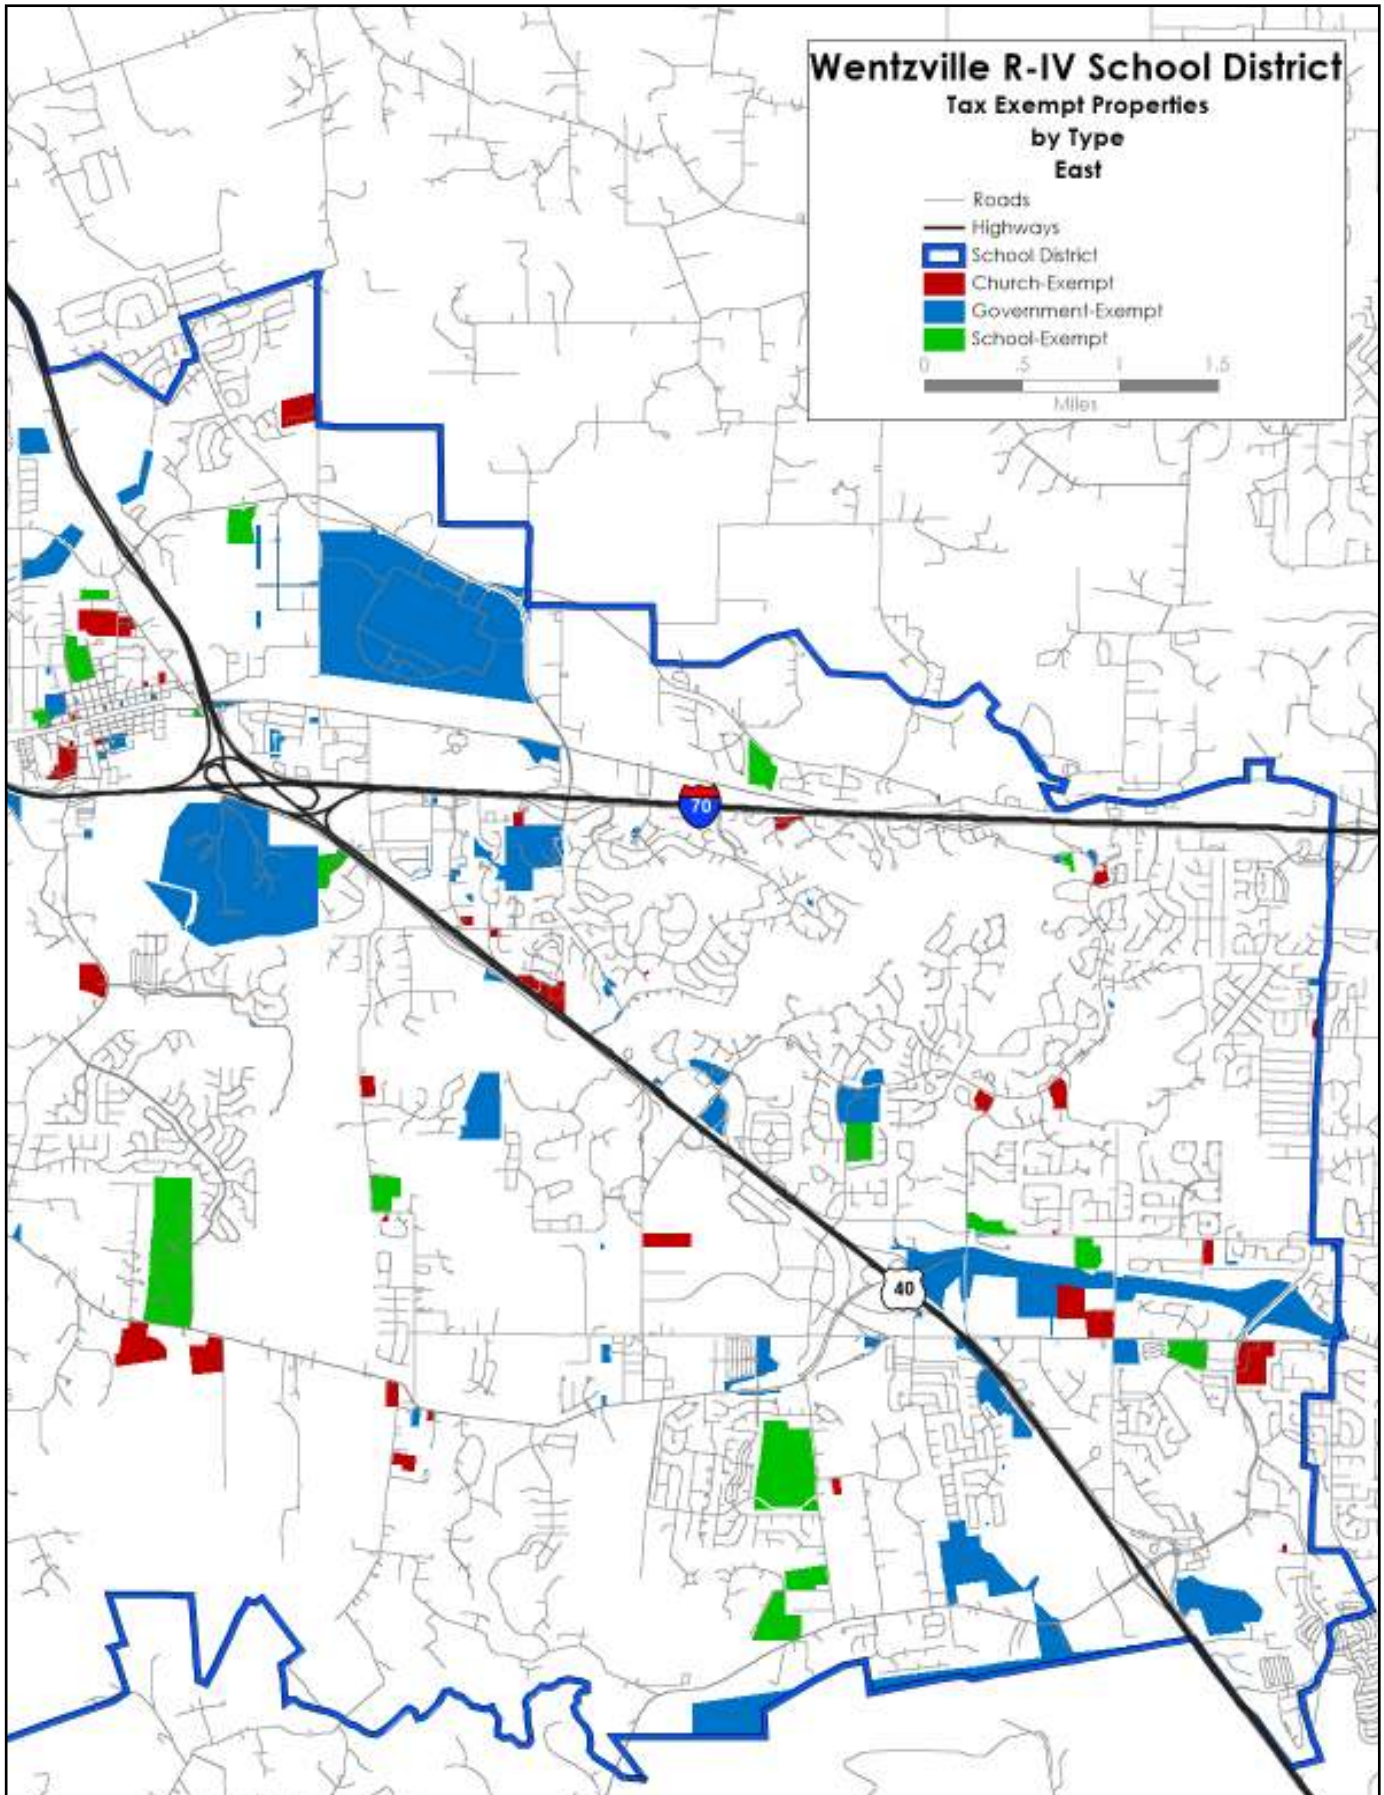 Wentzville R-IV School District
Tax Exempt Properties
by Type
East
Roads
Highways
School District
Church-Exempt
Government-Exempt
School-Exempt
0 .5 1 1.5
Miles
70
40